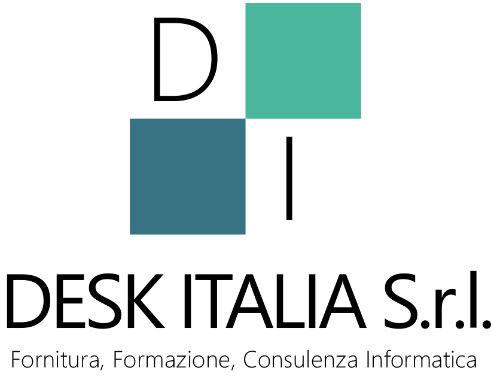 D
I
DESK ITALIA S.r.l.
Fornitura, Formazione, Consulenza Informatica